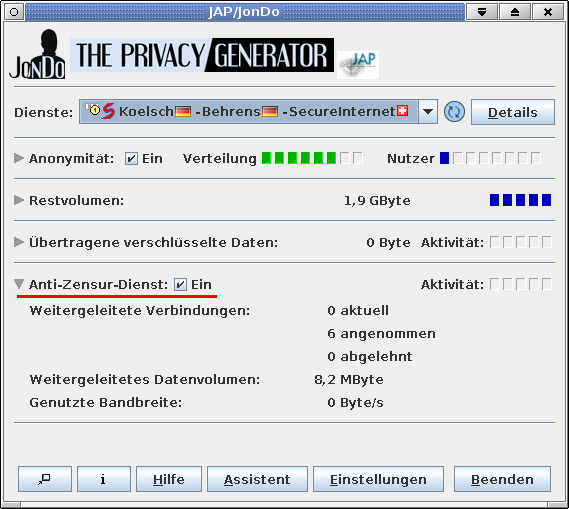 JAP/JonDo
JonDo THE PRIVACY GENERATOR JAP
Dienste: Koelsch -Behrens -SecureInternet Details
Anonymität: Ein Verteilung Nutzer
Restvolumen: 1,9 GByte
Übertragene verschlüsselte Daten: 0 Byte Aktivität:
Anti-Zensur-Dienst: Ein Aktivität:
Weitergeleitete Verbindungen: 0 aktuell
6 angenommen
0 abgelehnt
Weitergeleitetes Datenvolumen: 8,2 MByte
Genutzte Bandbreite: 0 Byte/s
i Hilfe Assistent Einstellungen Beenden